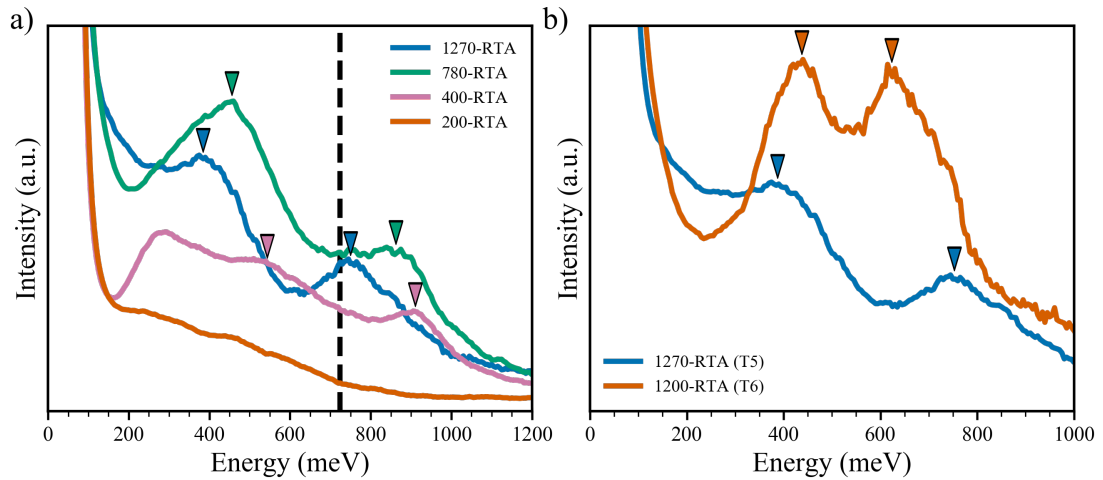 a)
Intensity (a.u.)
1270-RTA
780-RTA
400-RTA
200-RTA
0 200 400 600 800 1000 1200
Energy (meV)
b)
Intensity (a.u.)
1270-RTA (T5)
1200-RTA (T6)
0 200 400 600 800 1000
Energy (meV)